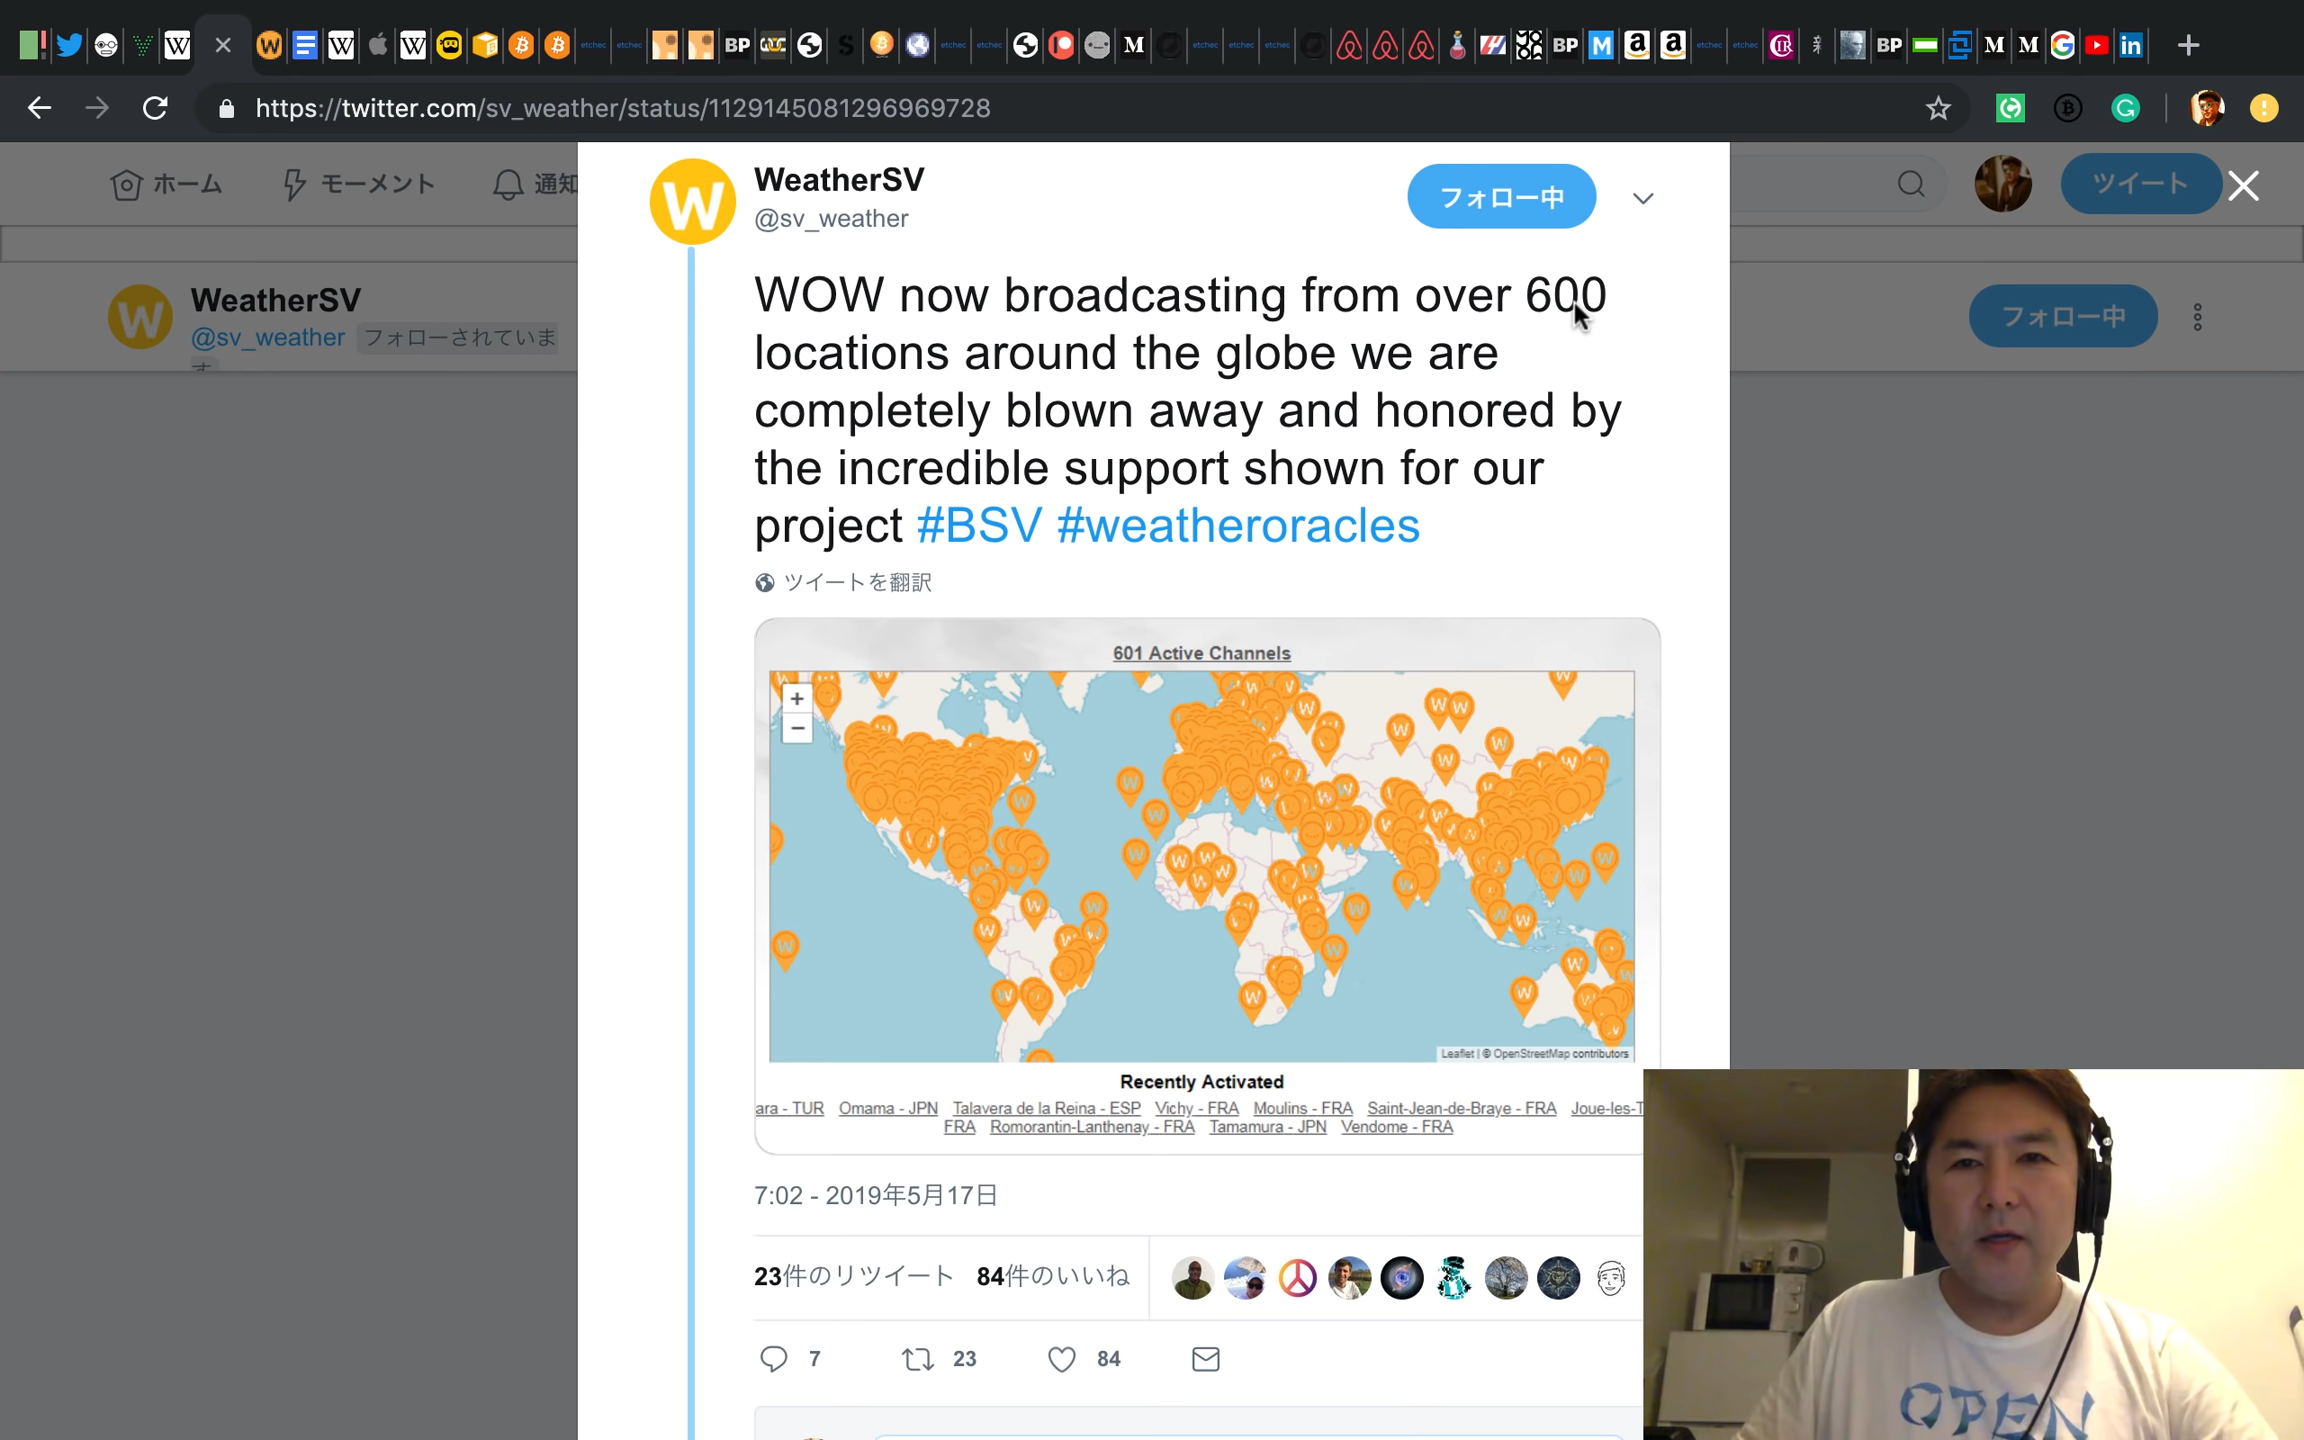 https://twitter.com/sv_weather/status/1129145081296969728
ホーム
モーメント
通知
ツイート
WeatherSV
@sv_weather フォローされていま
フォロー中
WeatherSV
@sv_weather
フォロー中
WOW now broadcasting from over 600
locations around the globe we are
completely blown away and honored by
the incredible support shown for our
project #BSV #weatheroracles
ツイートを翻訳
601 Active Channels
+
−
Leaflet | © OpenStreetMap contributors
Recently Activated
ara - TUR Omama - JPN Talavera de la Reina - ESP Vichy - FRA Moulins - FRA Saint-Jean-de-Braye - FRA Joue-les-T
FRA Romorantin-Lanthenay - FRA Tamamura - JPN Vendome - FRA
7:02 - 2019年5月17日
23件のリツイート 84件のいいね
7 23 84
OPEN